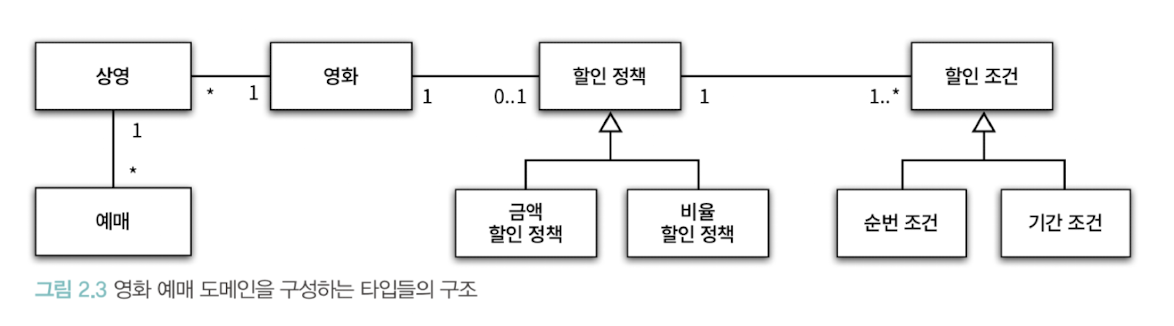 상영
영화
할인 정책
할인 조건
*
1
1
0..1
1
1..*
1
*
예매
금액
할인 정책
비율
할인 정책
순번 조건
기간 조건
그림 2.3 영화 예매 도메인을 구성하는 타입들의 구조